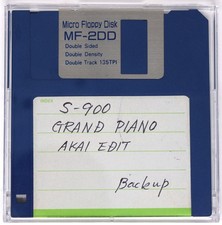 Micro Floppy Disk
MF-2DD
Double Sided
Double Density
Double Track 135TPI
S-900
GRAND PIANO
AKAI EDIT
Backup